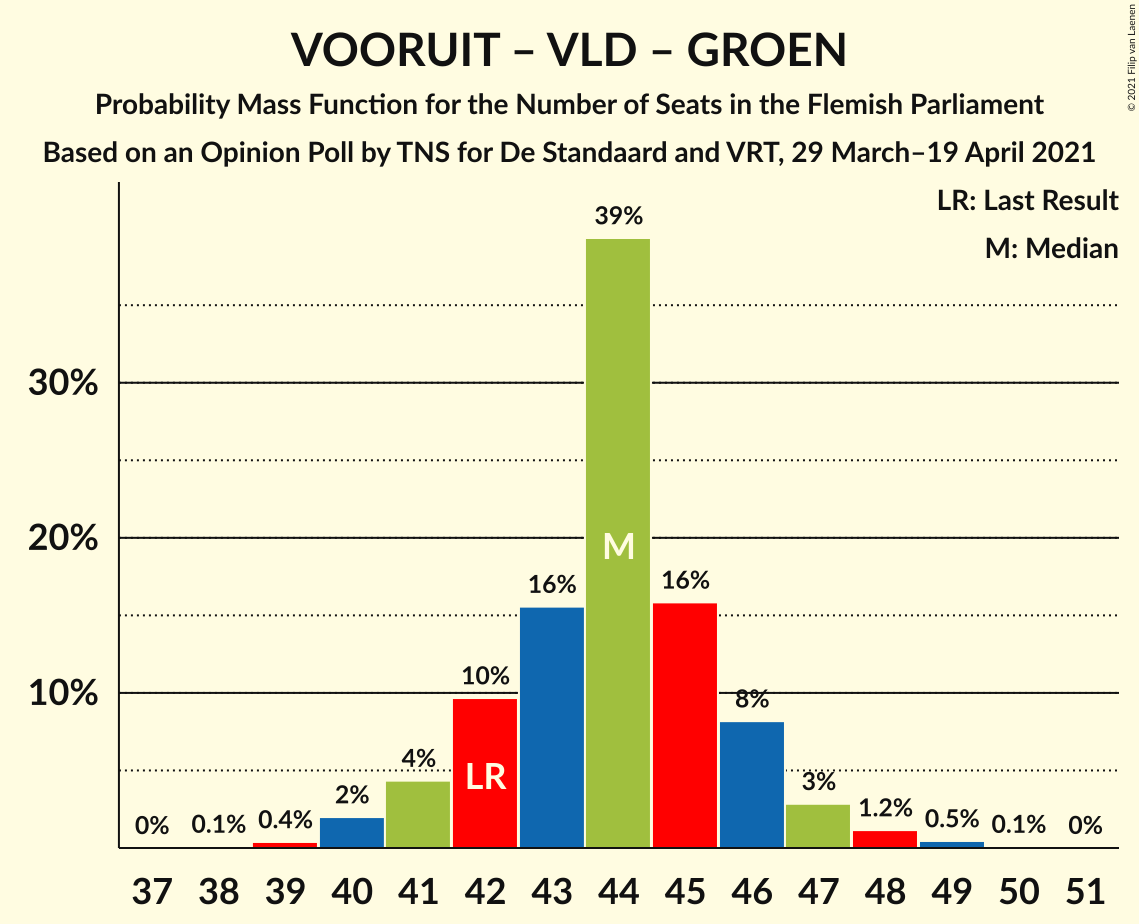 VOORUIT – VLD – GROEN
Probability Mass Function for the Number of Seats in the Flemish Parliament
Based on an Opinion Poll by TNS for De Standaard and VRT, 29 March–19 April 2021
© 2021 Filip van Laenen
LR: Last Result
M: Median
39%
30%
20%
10%
M
16%
16%
10%
8%
LR
4%
3%
2%
1.2%
0%
0.1%
0.4%
0.5%
0.1%
0%
37 38 39 40 41 42 43 44 45 46 47 48 49 50 51